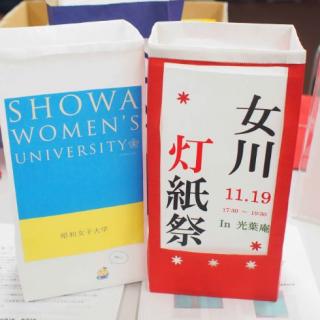 SHOWA
WOMEN'S
UNIVERSITY
昭和女子大学
女川
灯紙祭
11.19
17:30 ～ 19:30
In 光葉庵